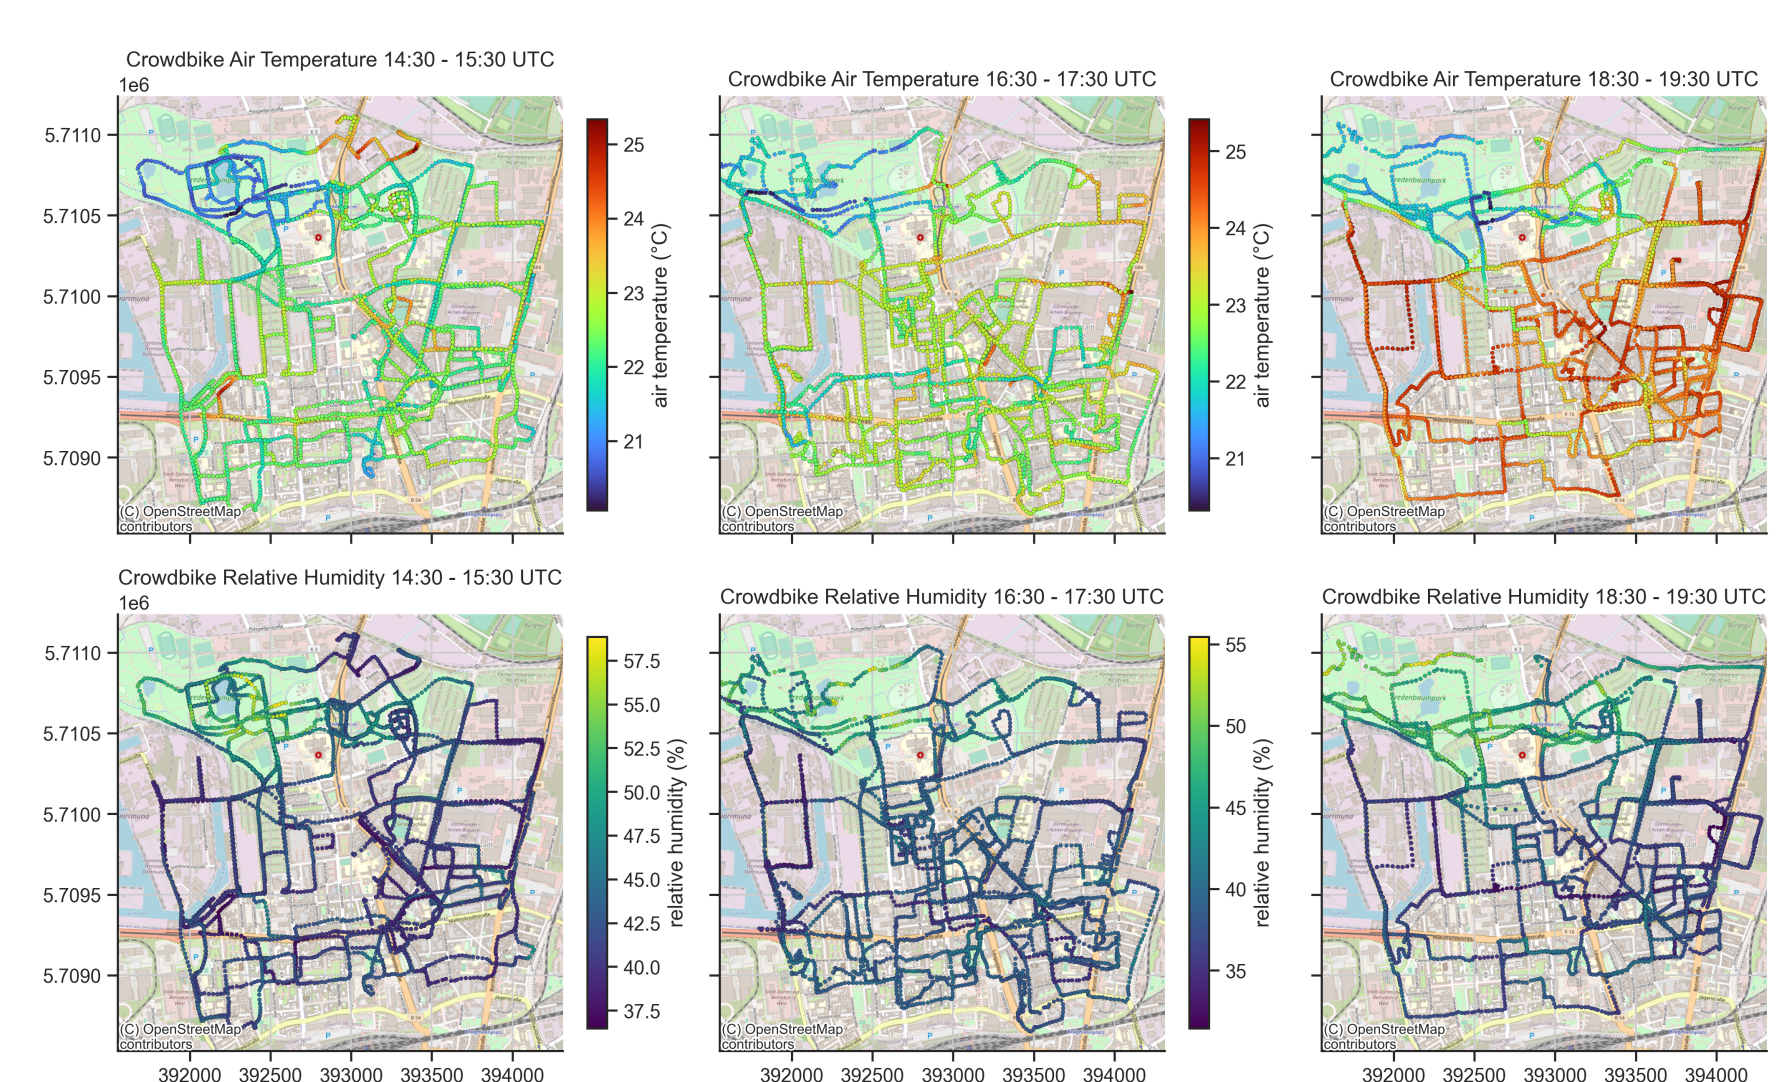 Crowdbike Air Temperature 14:30 - 15:30 UTC
1e6
5.7110
5.7105
5.7100
5.7095
5.7090
(C) OpenStreetMap
contributors
25
24
23
22
21
air temperature (°C)
Crowdbike Air Temperature 16:30 - 17:30 UTC
(C) OpenStreetMap
contributors
25
24
23
22
21
air temperature (°C)
Crowdbike Air Temperature 18:30 - 19:30 UTC
(C) OpenStreetMap
contributors
Crowdbike Relative Humidity 14:30 - 15:30 UTC
1e6
5.7110
5.7105
5.7100
5.7095
5.7090
(C) OpenStreetMap
contributors
392000 392500 393000 393500 394000
57.5
55.0
52.5
50.0
47.5
45.0
42.5
40.0
37.5
relative humidity (%)
Crowdbike Relative Humidity 16:30 - 17:30 UTC
(C) OpenStreetMap
contributors
392000 392500 393000 393500 394000
55
50
45
40
35
relative humidity (%)
Crowdbike Relative Humidity 18:30 - 19:30 UTC
(C) OpenStreetMap
contributors
392000 392500 393000 393500 394000